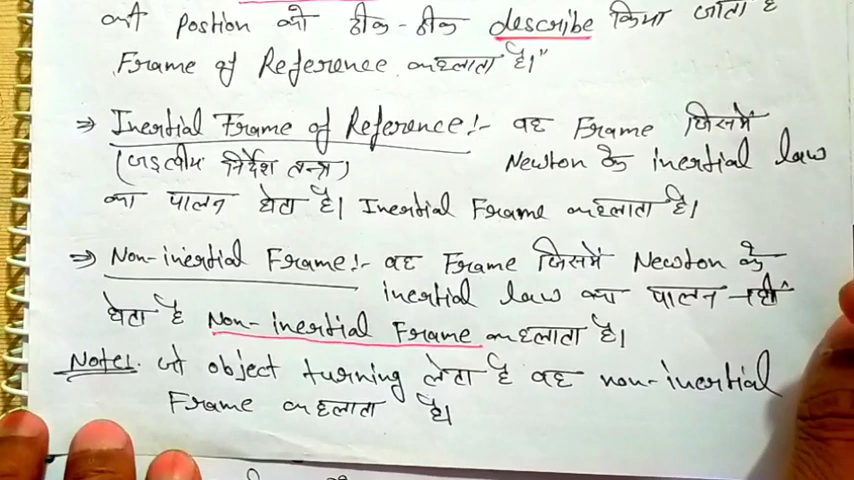 की postion को ठीक-ठीक describe किया जाता है
Frame of Reference कहलाता है।"
⇒ Inertial Frame of Reference:- वह Frame जिसमें
(जड़त्वीय निर्देश तन्त्र) Newton के inertial law
का पालन होता है। Inertial Frame कहलाता है।
⇒ Non-inertial Frame:- वह Frame जिसमें Newton के
inertial law का पालन नहीं
होता है Non-inertial Frame कहलाता है।
Note:- जो object turning लेता है वह non-inertial
Frame कहलाता है।